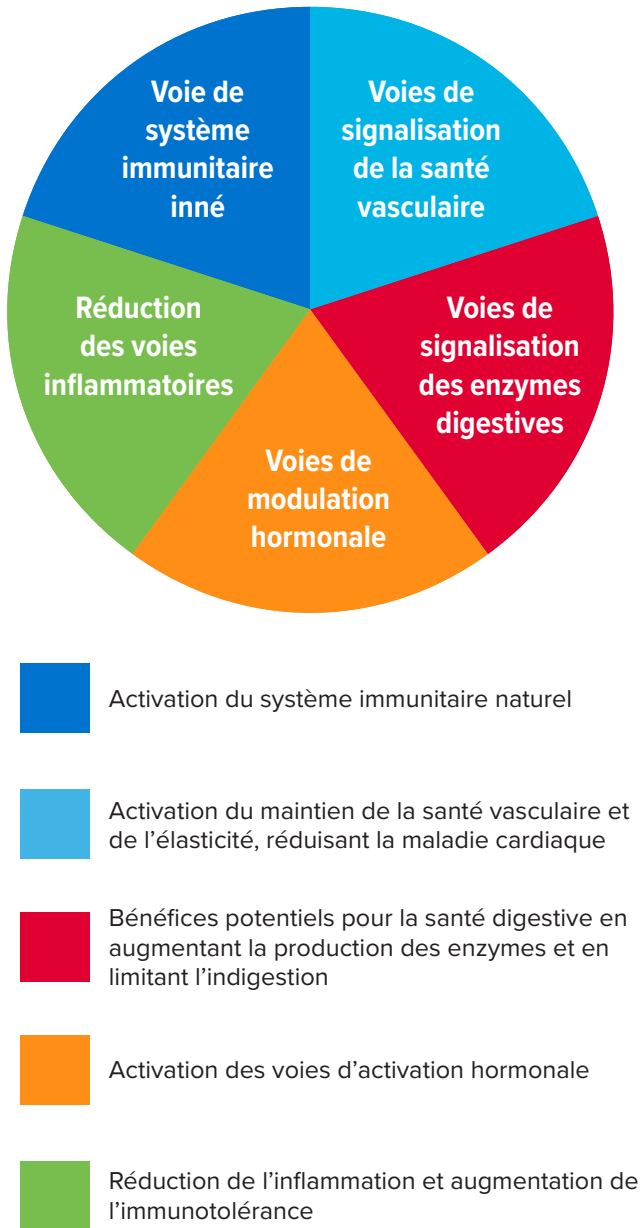 Voie de
système
immunitaire
inné
Voies de
signalisation
de la santé
vasculaire
Réduction
des voies
inflammatoires
Voies de
signalisation
des enzymes
digestives
Voies de
modulation
hormonale
Activation du système immunitaire naturel
Activation du maintien de la santé vasculaire et
de l’élasticité, réduisant la maladie cardiaque
Bénéfices potentiels pour la santé digestive en
augmentant la production des enzymes et en
limitant l’indigestion
Activation des voies d’activation hormonale
Réduction de l’inflammation et augmentation de
l’immunotolérance